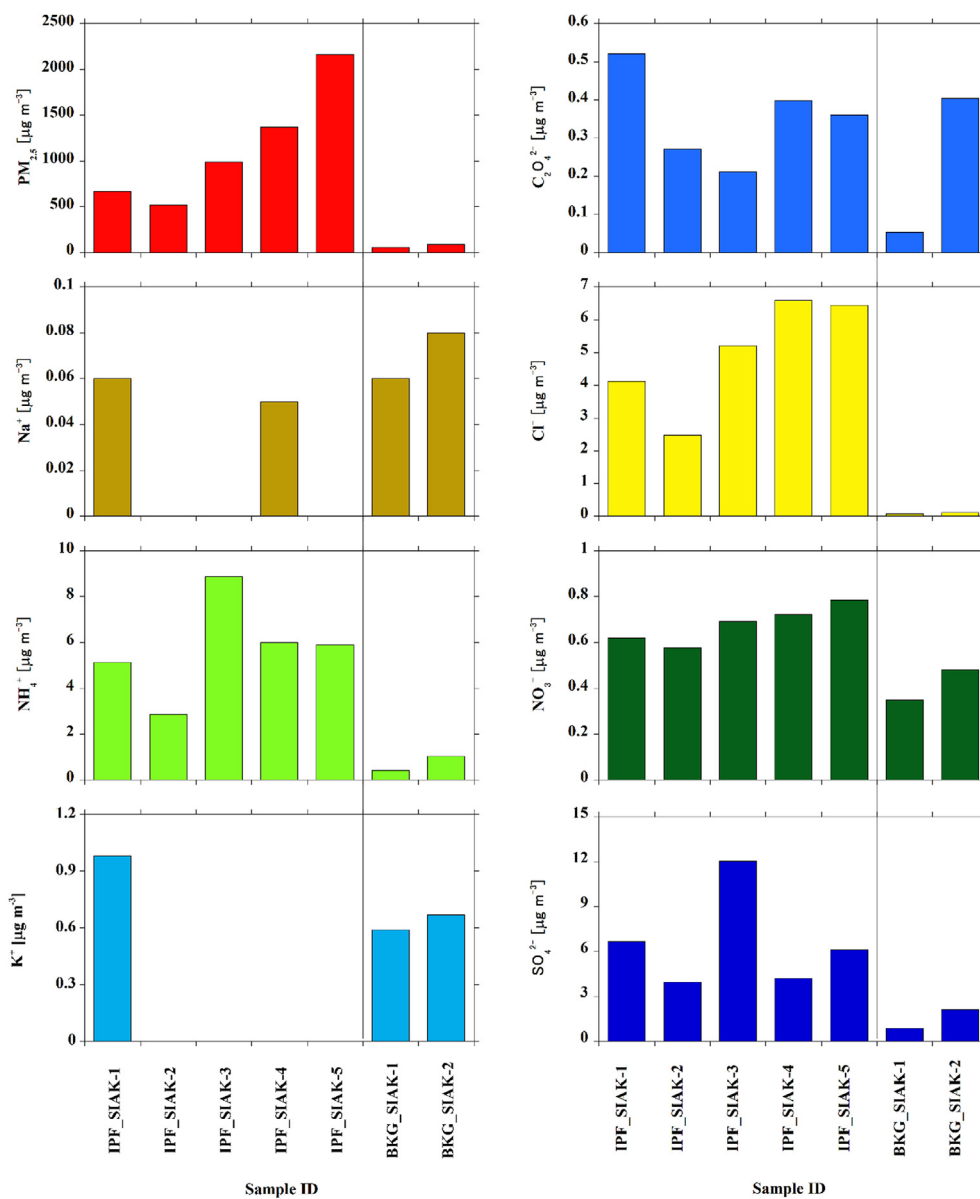 2500
2000
1500
1000
500
0
PM₂.₅ [μg m⁻³]
0.1
0.08
0.06
0.04
0.02
0
Na⁺ [μg m⁻³]
10
8
6
4
2
0
NH₄⁺ [μg m⁻³]
1.2
0.9
0.6
0.3
0
K⁻ [μg m⁻³]
IPF_SIAK-1
IPF_SIAK-2
IPF_SIAK-3
IPF_SIAK-4
IPF_SIAK-5
BKG_SIAK-1
BKG_SIAK-2
Sample ID
0.6
0.5
0.4
0.3
0.2
0.1
0
C₂O₄²⁻ [μg m⁻³]
7
6
5
4
3
2
1
0
Cl⁻ [μg m⁻³]
1
0.8
0.6
0.4
0.2
0
NO₃⁻ [μg m⁻³]
15
12
9
6
3
0
SO₄²⁻ [μg m⁻³]
IPF_SIAK-1
IPF_SIAK-2
IPF_SIAK-3
IPF_SIAK-4
IPF_SIAK-5
BKG_SIAK-1
BKG_SIAK-2
Sample ID